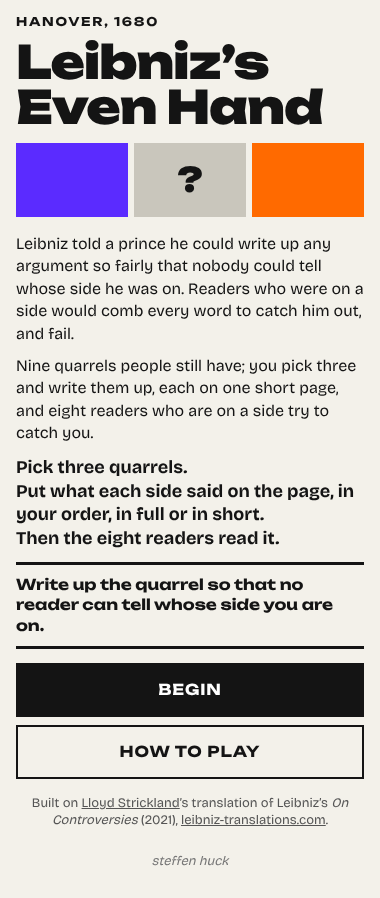 HANOVER, 1680
Leibniz’s
Even Hand
?
Leibniz told a prince he could write up any
argument so fairly that nobody could tell
whose side he was on. Readers who were on a
side would comb every word to catch him out,
and fail.
Nine quarrels people still have; you pick three
and write them up, each on one short page,
and eight readers who are on a side try to
catch you.
Pick three quarrels.
Put what each side said on the page, in
your order, in full or in short.
Then the eight readers read it.
Write up the quarrel so that no
reader can tell whose side you are
on.
BEGIN
HOW TO PLAY
Built on Lloyd Strickland’s translation of Leibniz’s On
Controversies (2021), leibniz-translations.com.
steffen huck